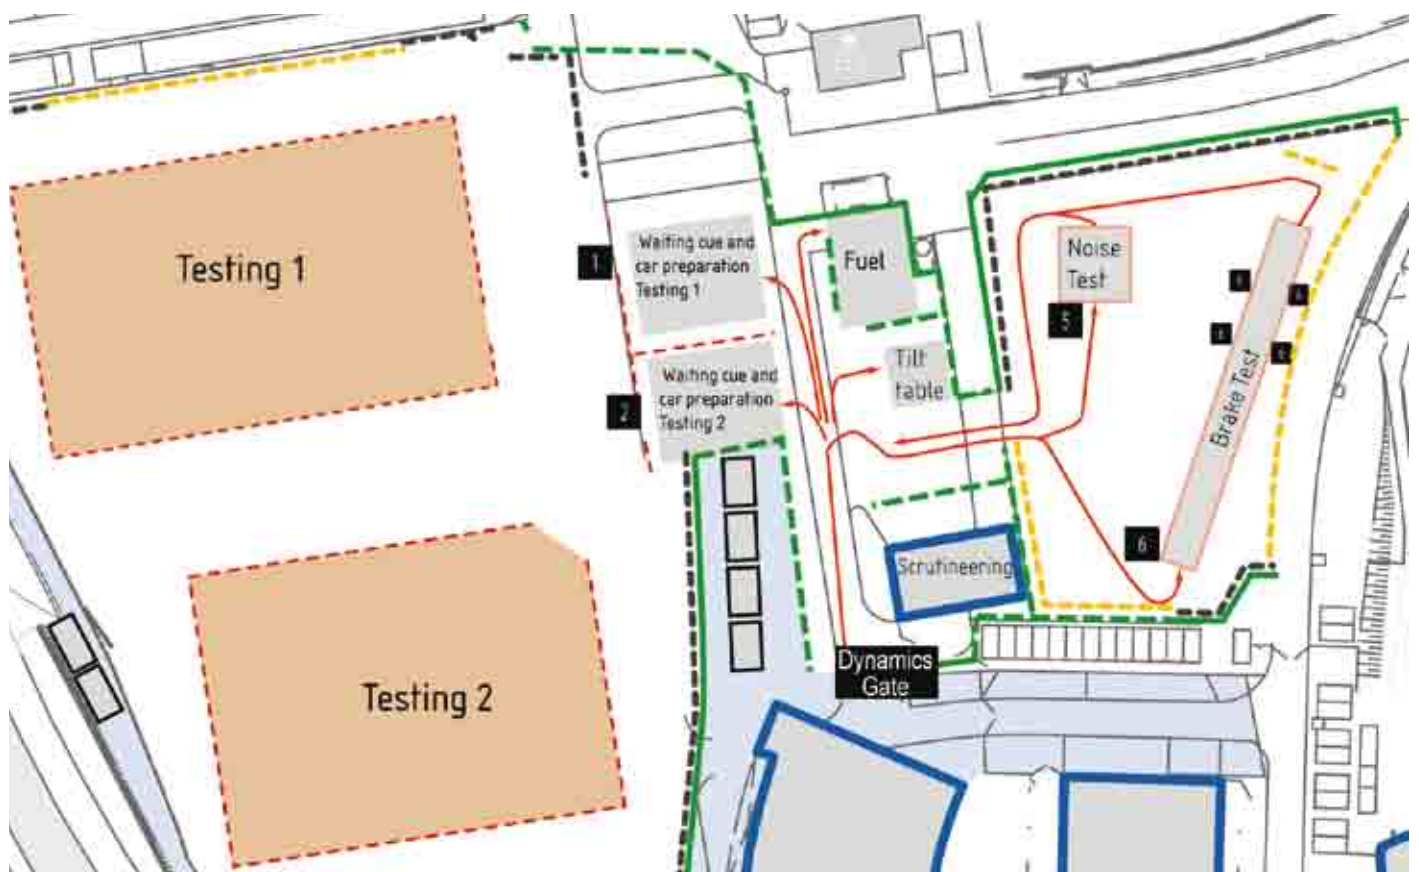 Testing 1
1
Waiting cue and
car preparation
Testing 1
Fuel
Noise
Test
5
2
Waiting cue and
car preparation
Testing 2
Tilt
table
Brake Test
6
Scrutineering
Dynamics
Gate
Testing 2